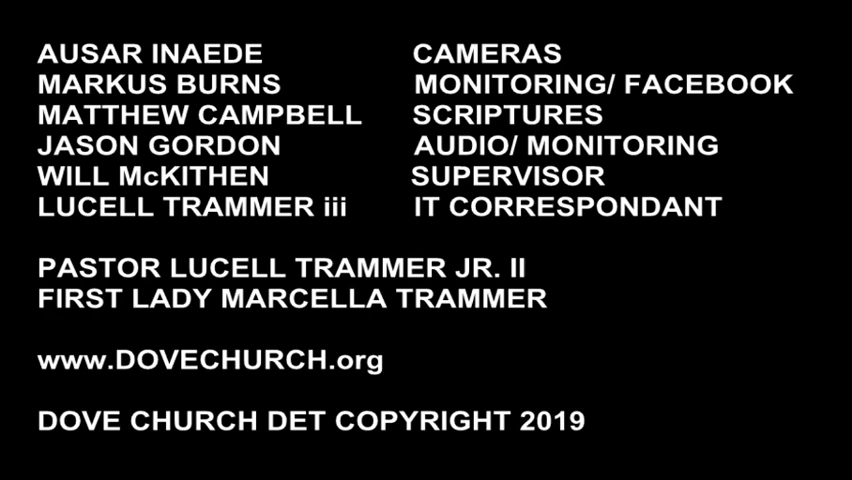 AUSAR INAEDE CAMERAS
MARKUS BURNS MONITORING/ FACEBOOK
MATTHEW CAMPBELL SCRIPTURES
JASON GORDON AUDIO/ MONITORING
WILL McKITHEN SUPERVISOR
LUCELL TRAMMER iii IT CORRESPONDANT
PASTOR LUCELL TRAMMER JR. II
FIRST LADY MARCELLA TRAMMER
www.DOVECHURCH.org
DOVE CHURCH DET COPYRIGHT 2019